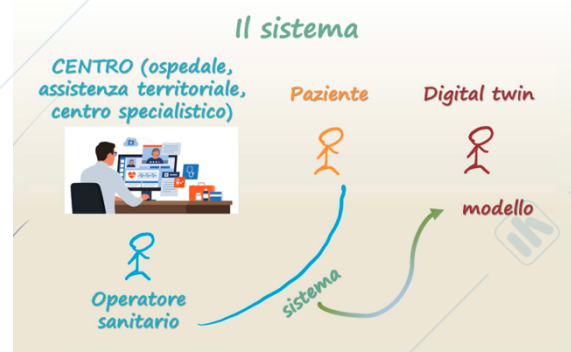 Il sistema
CENTRO (ospedale,
assistenza territoriale,
centro specialistico)
Paziente
Digital twin
modello
Operatore
sanitario
sistema